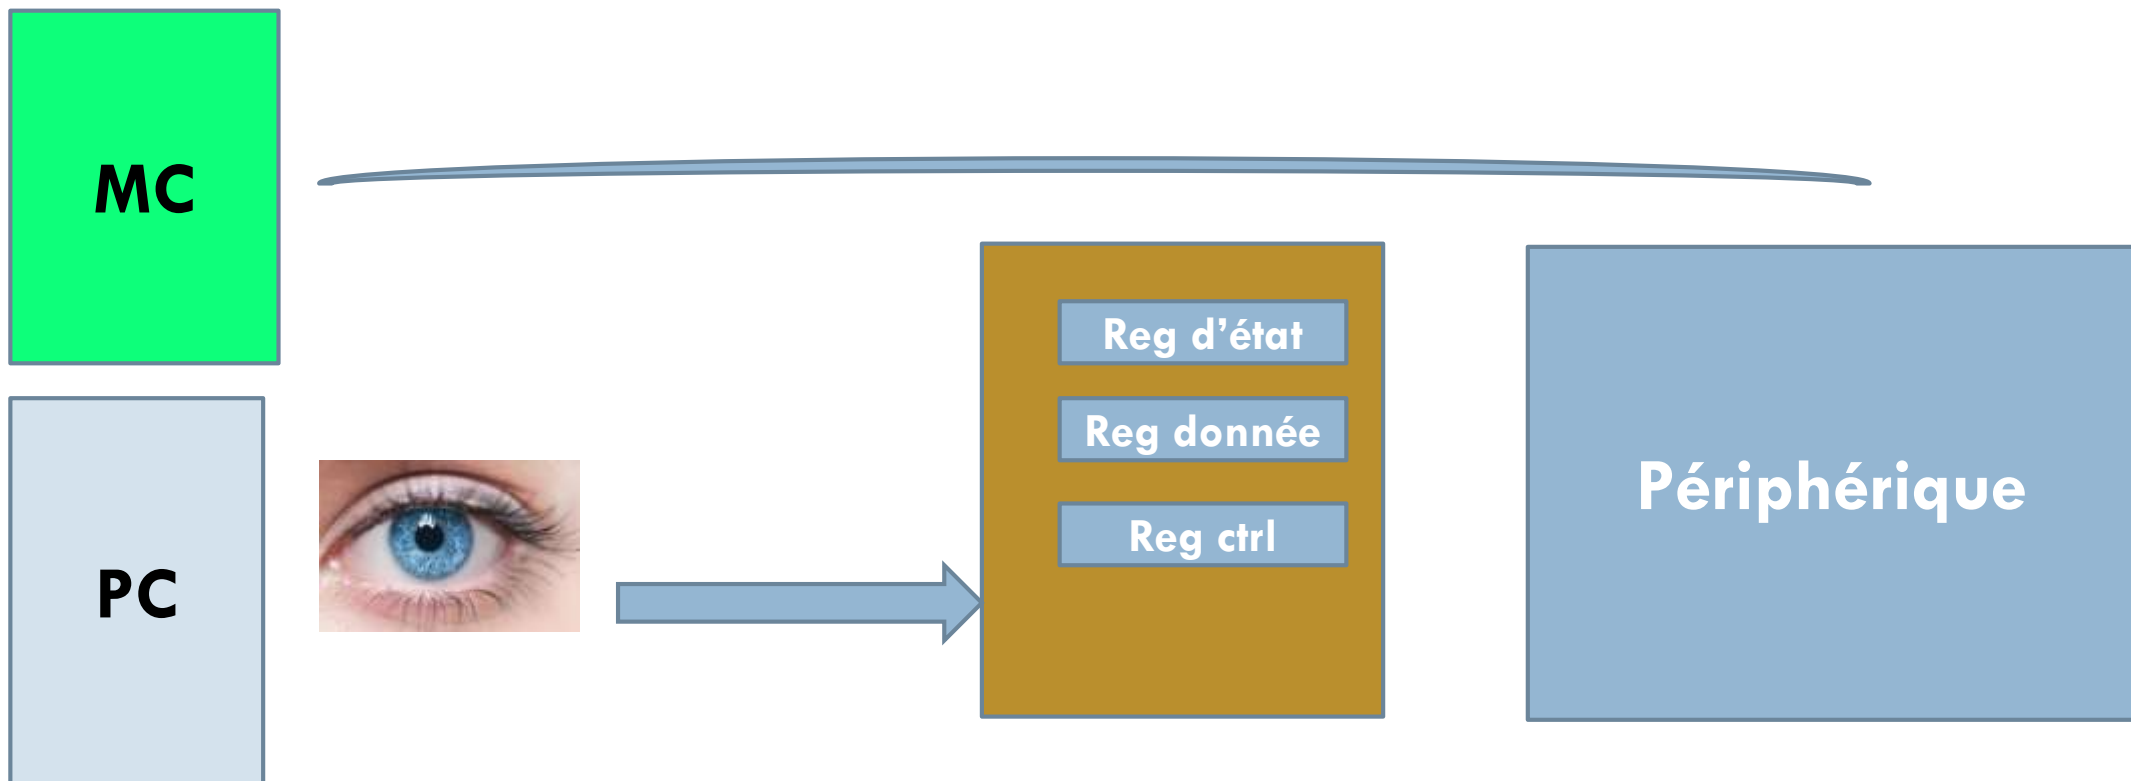 MC
PC
Reg d’état
Reg donnée
Reg ctrl
Périphérique